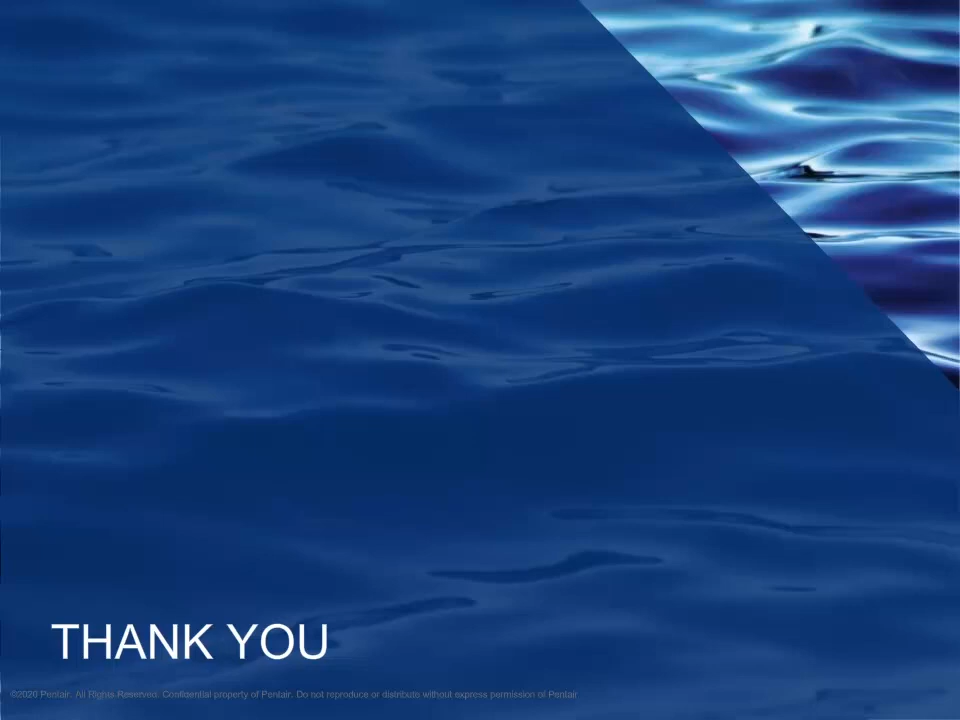 THANK YOU
©2020 Pentair. All Rights Reserved. Confidential property of Pentair. Do not reproduce or distribute without express permission of Pentair